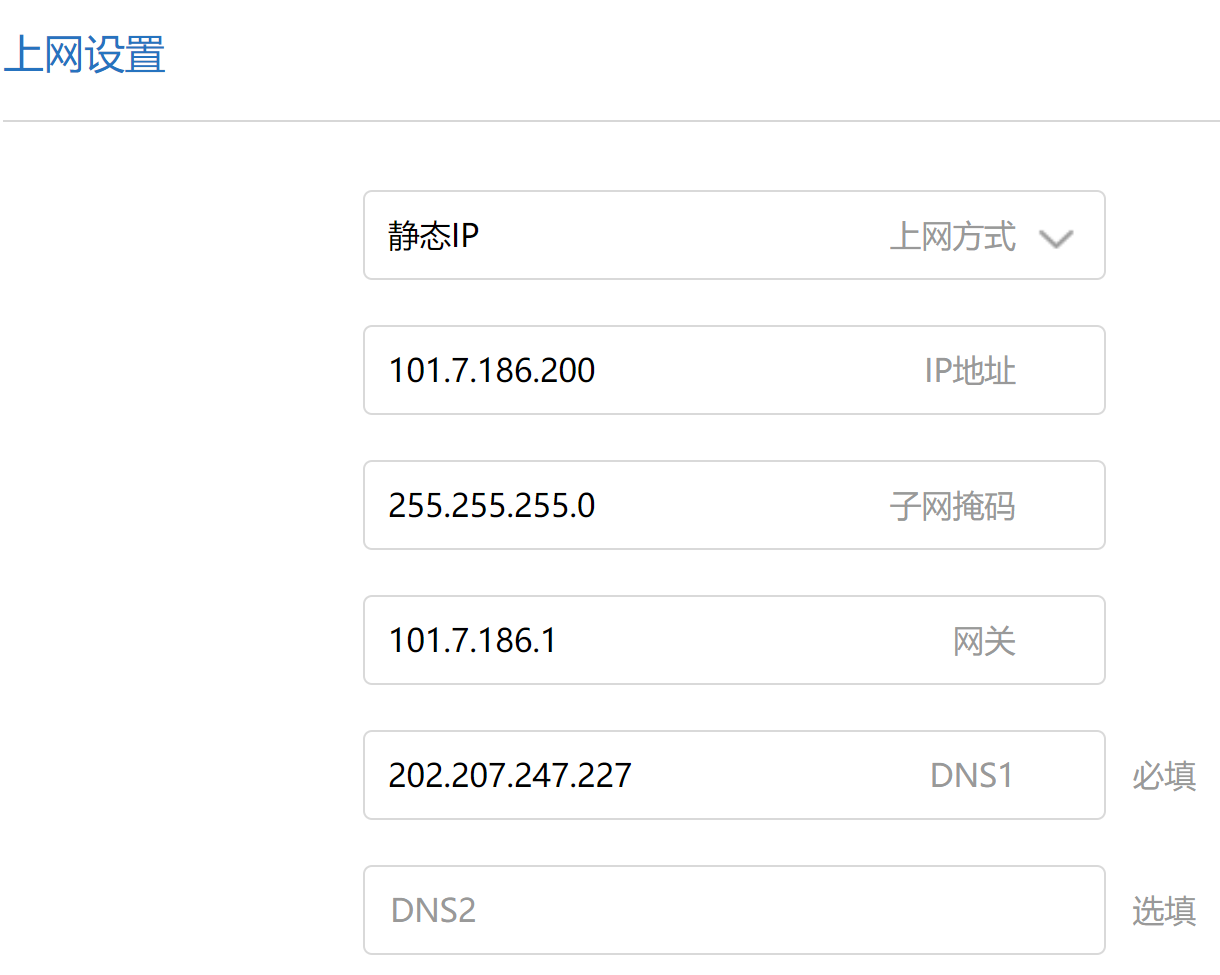 上网设置
静态IP 上网方式
101.7.186.200 IP地址
255.255.255.0 子网掩码
101.7.186.1 网关
202.207.247.227 DNS1 必填
DNS2 选填